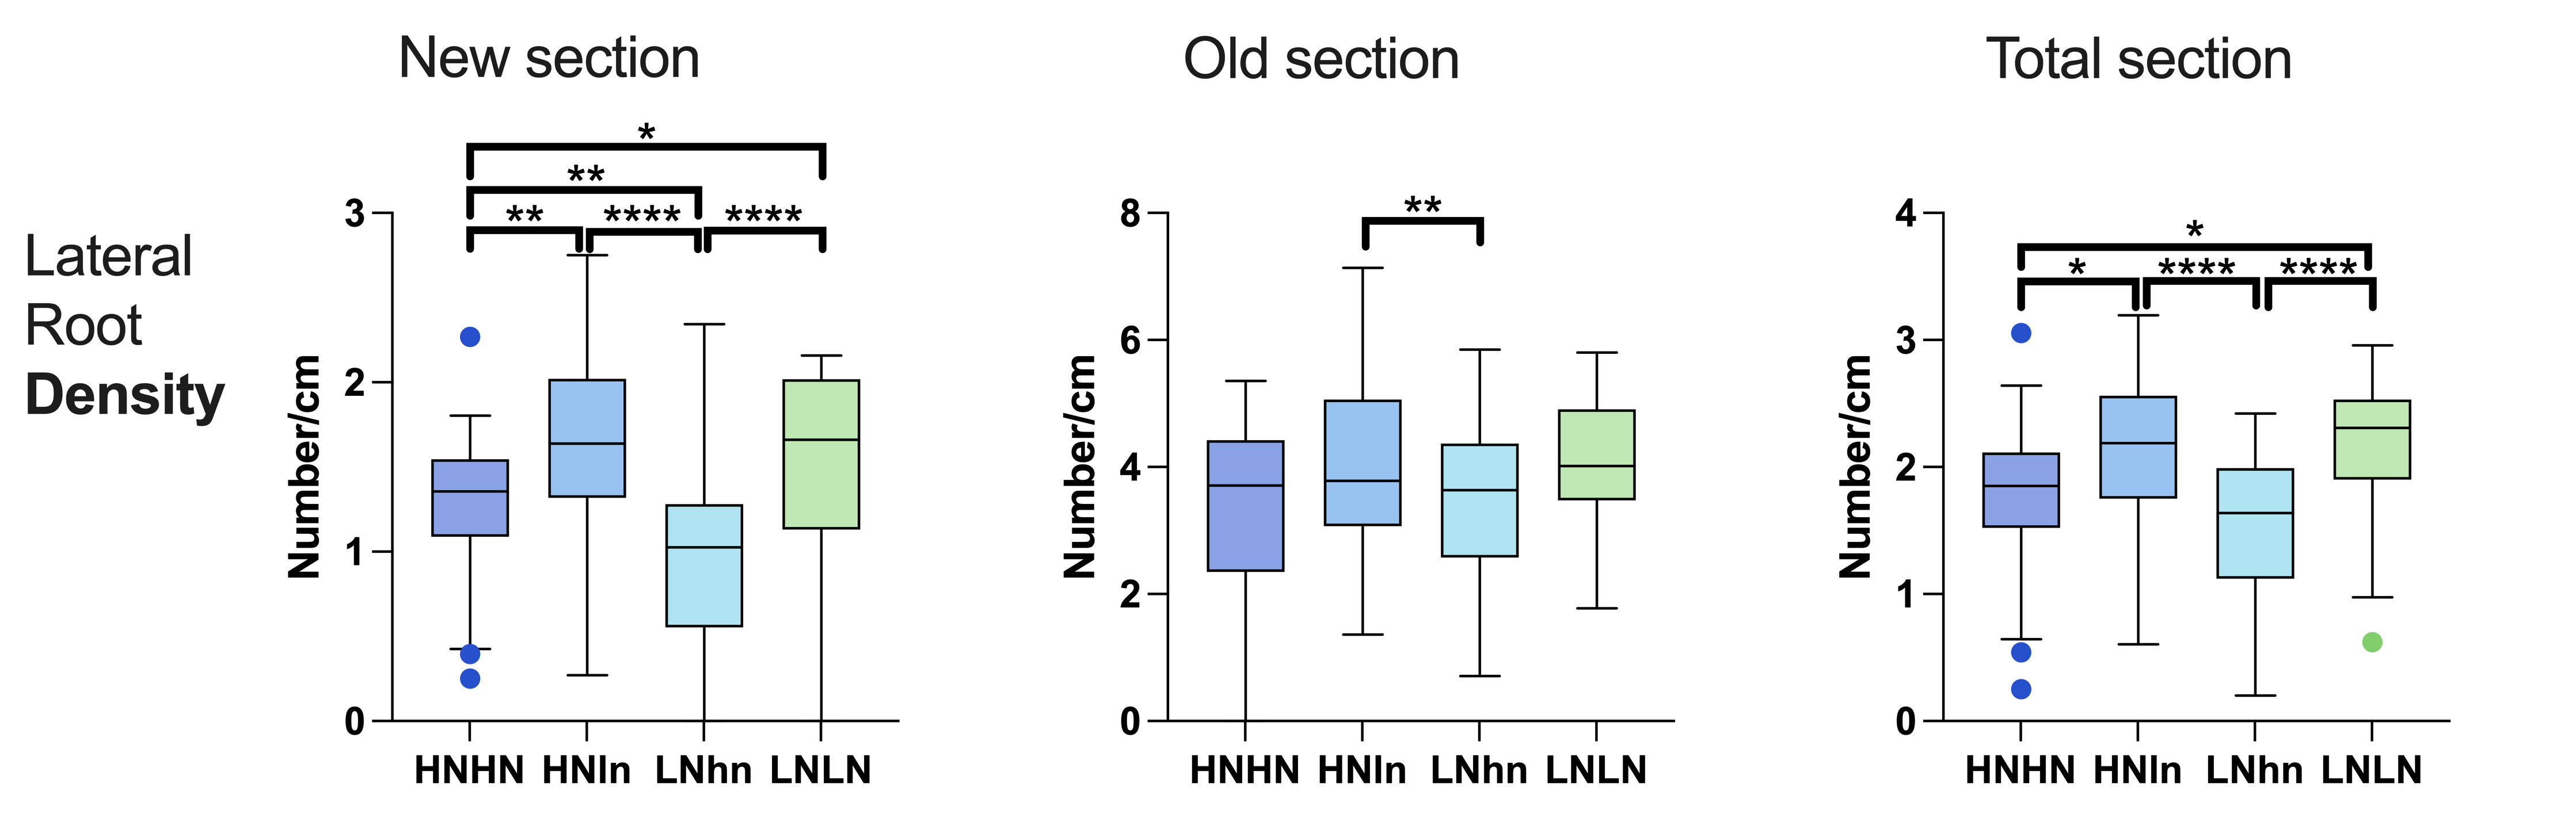 New section
Old section
Total section
Lateral
Root
Density
*
**
** **** ****
Number/cm
3
2
1
0
HNHN HNln LNhn LNLN
**
Number/cm
8
6
4
2
0
HNHN HNln LNhn LNLN
*
* **** ****
Number/cm
4
3
2
1
0
HNHN HNln LNhn LNLN